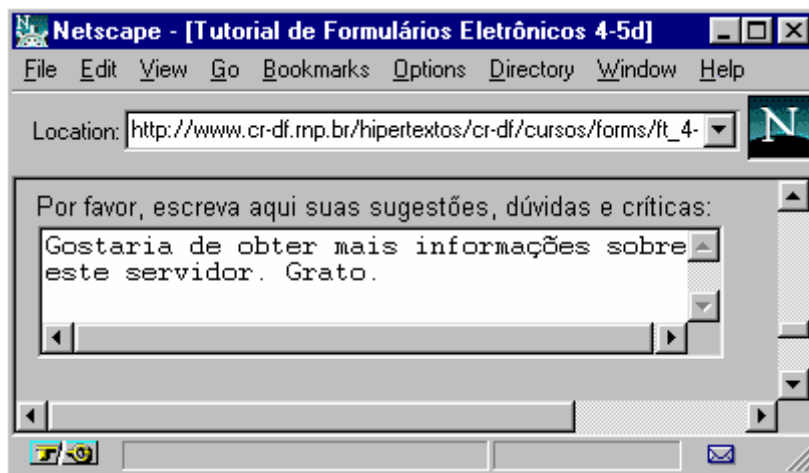 Netscape - [Tutorial de Formulários Eletrônicos 4-5d]
File Edit View Go Bookmarks Options Directory Window Help
Location: http://www.cr-df.rnp.br/hipertextos/cr-df/cursos/forms/ft_4-
N
Por favor, escreva aqui suas sugestões, dúvidas e críticas:
Gostaria de obter mais informações sobre
este servidor. Grato.